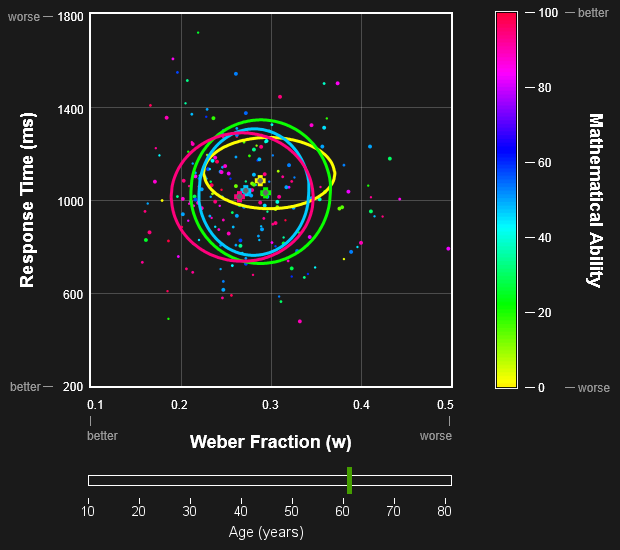 worse
1800
1400
1000
600
200
better
Response Time (ms)
0.1
0.2
0.3
0.4
0.5
better
worse
Weber Fraction (w)
10
20
30
40
50
60
70
80
Age (years)
100
80
60
40
20
0
better
worse
Mathematical Ability